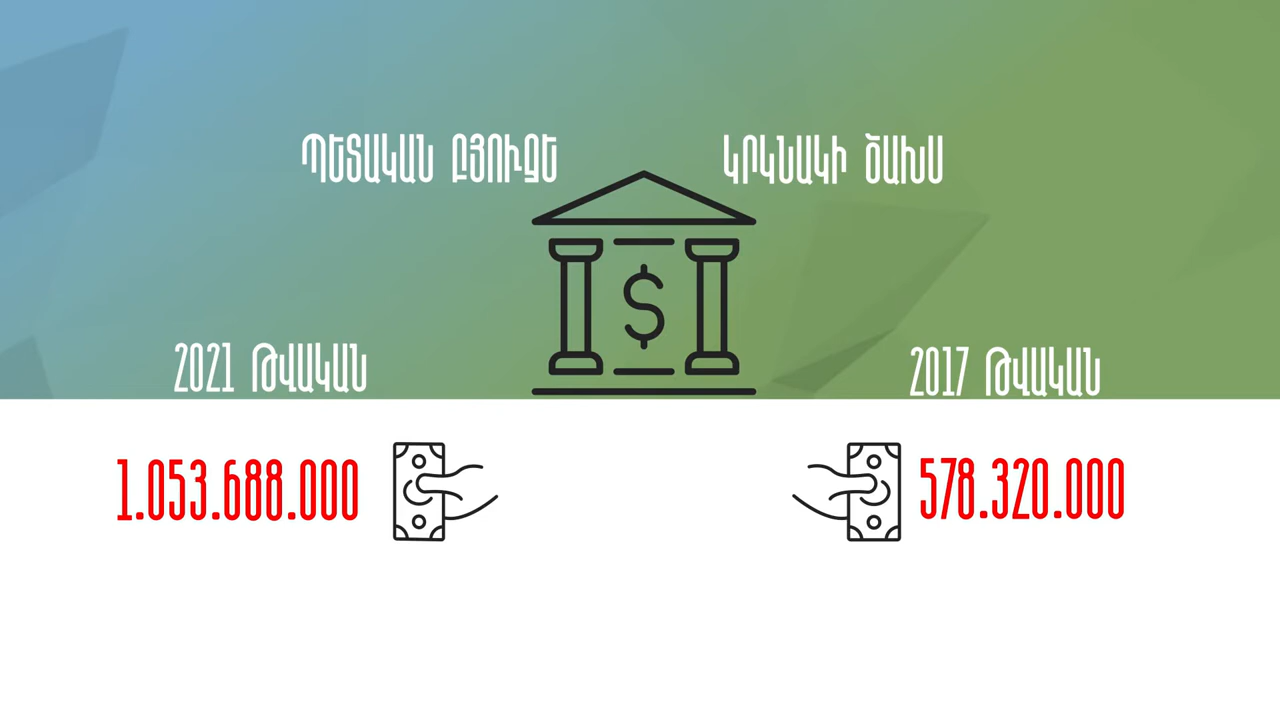 ՊԵՏԱԿԱՆ ԲՅՈՒՋԵ
ԿՐԿՆԱԿԻ ԾԱԽՍ
2021 ԹՎԱԿԱՆ
2017 ԹՎԱԿԱՆ
1.053.688.000
578.320.000
$